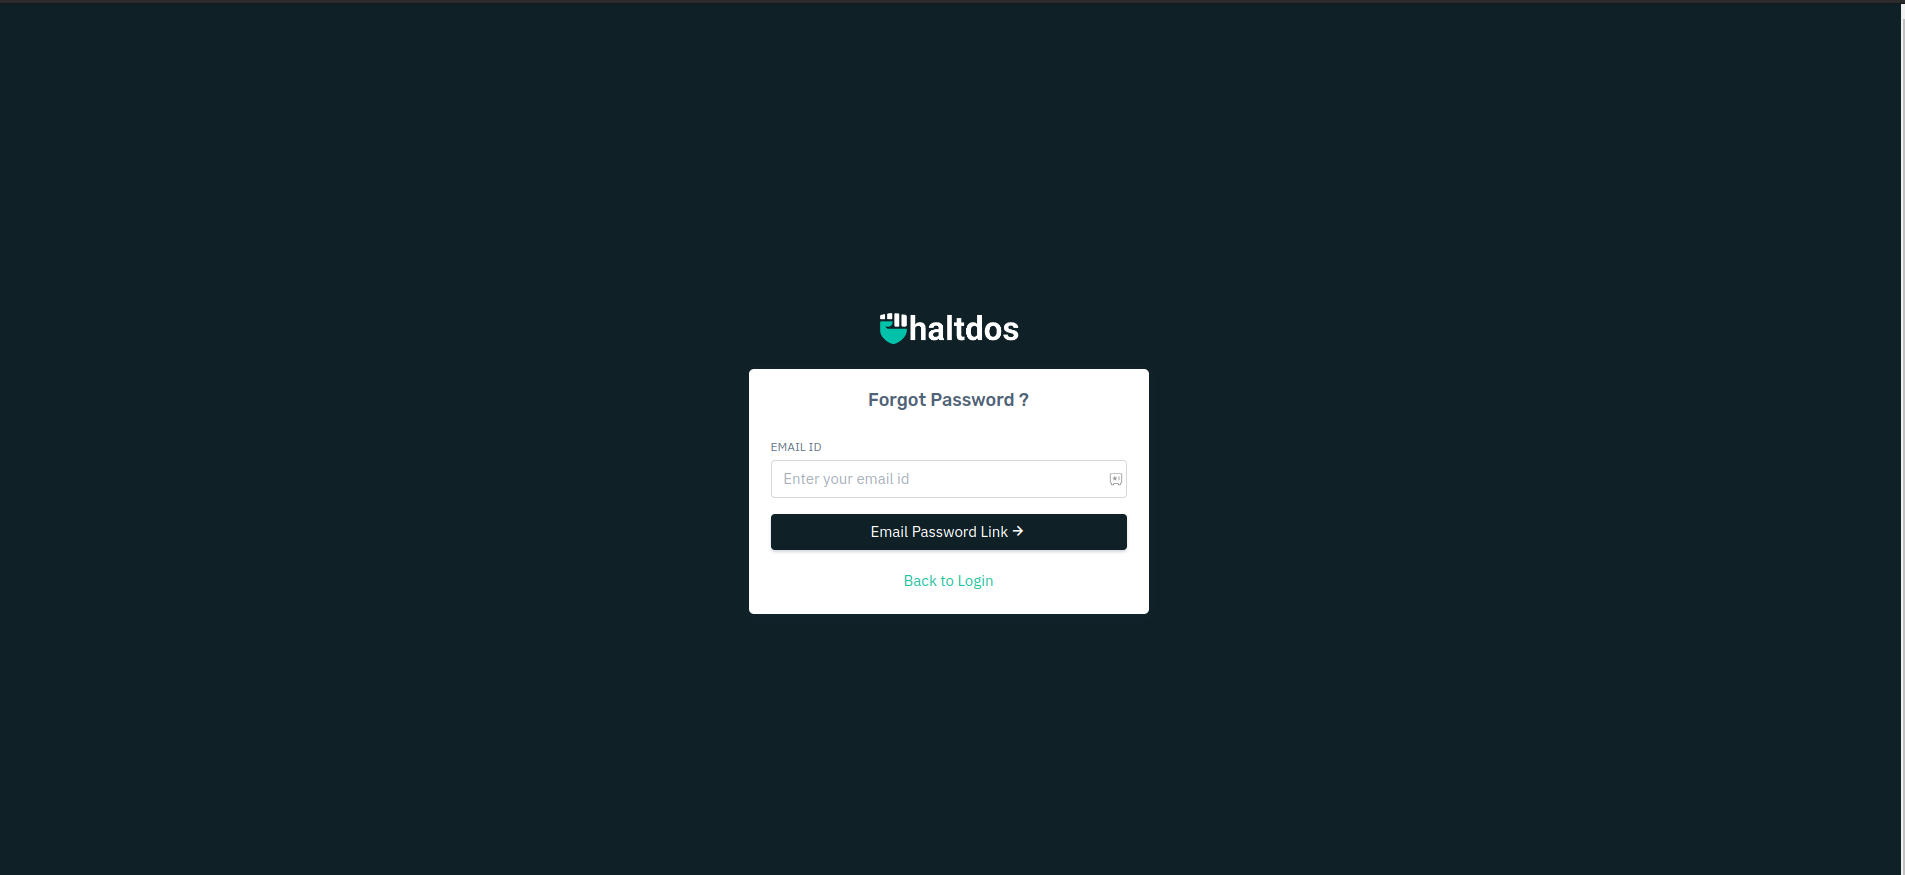 haltdos
Forgot Password ?
EMAIL ID
Enter your email id
Email Password Link →
Back to Login